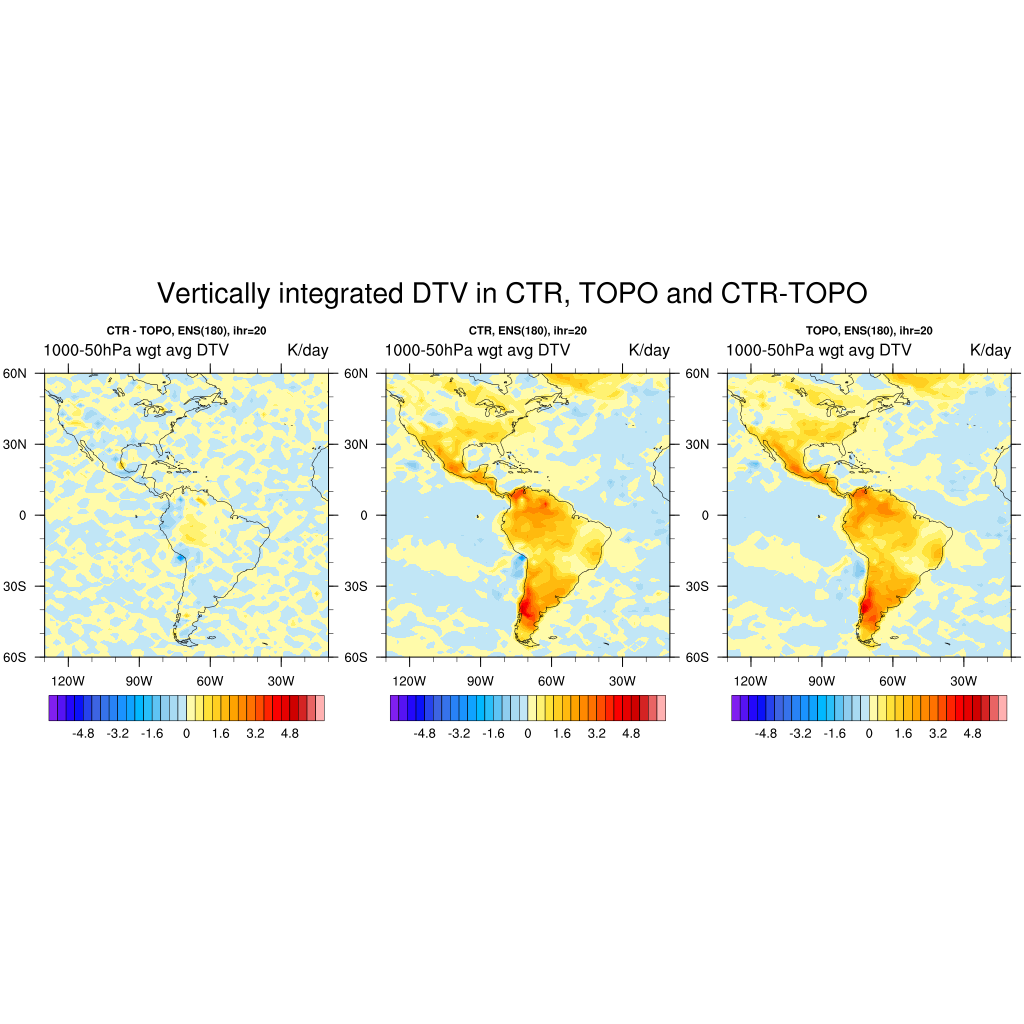 Vertically integrated DTV in CTR, TOPO and CTR-TOPO
CTR - TOPO, ENS(180), ihr=20
1000-50hPa wgt avg DTV K/day
60N
30N
0
30S
60S
120W 90W 60W 30W
-4.8 -3.2 -1.6 0 1.6 3.2 4.8
CTR, ENS(180), ihr=20
1000-50hPa wgt avg DTV K/day
60N
30N
0
30S
60S
120W 90W 60W 30W
-4.8 -3.2 -1.6 0 1.6 3.2 4.8
TOPO, ENS(180), ihr=20
1000-50hPa wgt avg DTV K/day
60N
30N
0
30S
60S
120W 90W 60W 30W
-4.8 -3.2 -1.6 0 1.6 3.2 4.8